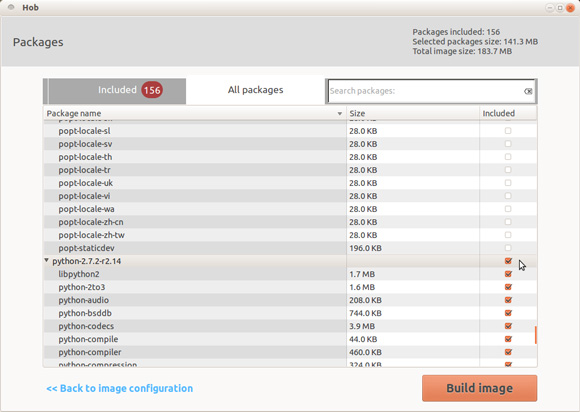 Hob
Packages
Packages included: 156
Selected packages size: 141.3 MB
Total image size: 183.7 MB
Included 156
All packages
Search packages:
Package name Size Included
popt-locale-sl 28.0 KB
popt-locale-sv 28.0 KB
popt-locale-th 28.0 KB
popt-locale-tr 28.0 KB
popt-locale-uk 28.0 KB
popt-locale-vi 28.0 KB
popt-locale-wa 28.0 KB
popt-locale-zh-cn 28.0 KB
popt-locale-zh-tw 28.0 KB
popt-staticdev 196.0 KB
python-2.7.2-r2.14
libpython2 1.7 MB
python-2to3 1.6 MB
python-audio 208.0 KB
python-bsddb 744.0 KB
python-codecs 3.9 MB
python-compile 44.0 KB
python-compiler 460.0 KB
python-compression 324.0 KB
<< Back to image configuration
Build image